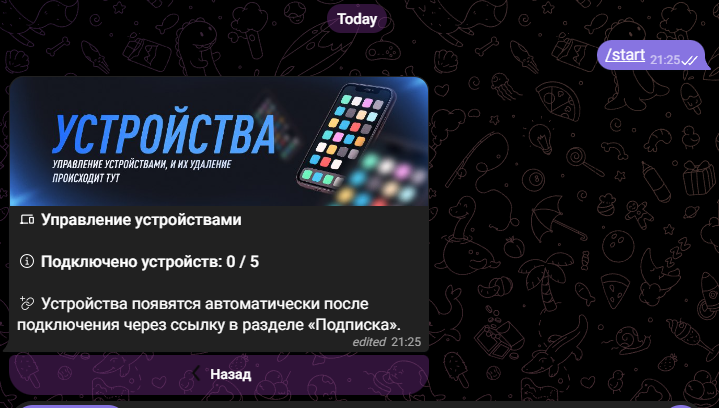 Today
/start 21:25
УСТРОЙСТВА
УПРАВЛЕНИЕ УСТРОЙСТВАМИ, И ИХ УДАЛЕНИЕ
ПРОИСХОДИТ ТУТ
Управление устройствами
Подключено устройств: 0 / 5
Устройства появятся автоматически после
подключения через ссылку в разделе «Подписка».
edited 21:25
Назад